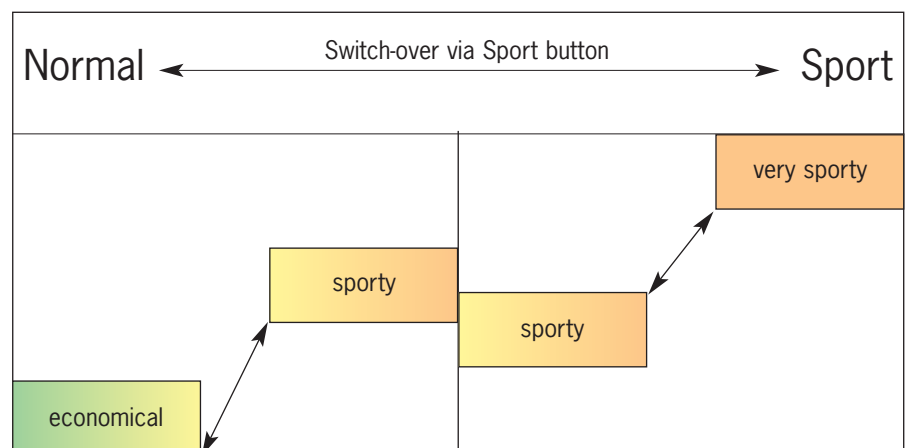 Switch-over via Sport button
Normal
Sport
very sporty
sporty
sporty
economical